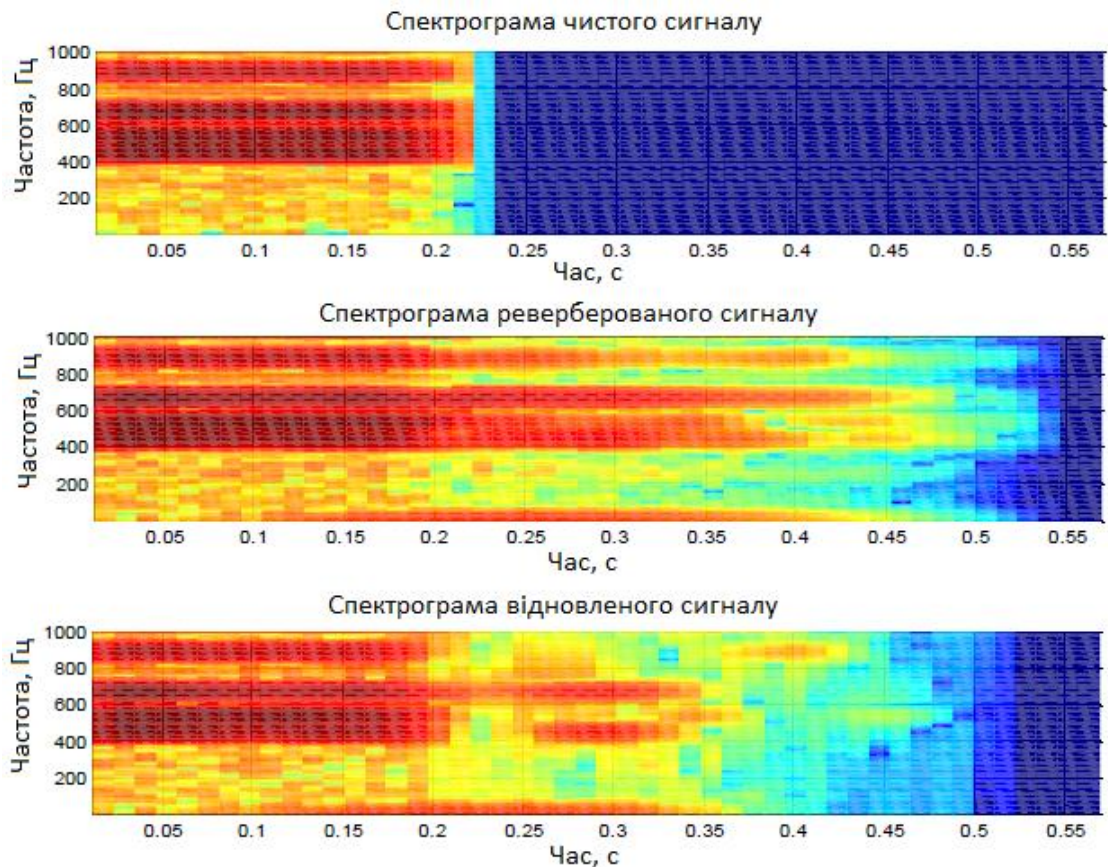 Спектрограма чистого сигналу
Частота, Гц
1000
800
600
400
200
0.05 0.1 0.15 0.2 0.25 0.3 0.35 0.4 0.45 0.5 0.55
Час, с
Спектрограма реверберованого сигналу
Частота, Гц
1000
800
600
400
200
0.05 0.1 0.15 0.2 0.25 0.3 0.35 0.4 0.45 0.5 0.55
Час, с
Спектрограма відновленого сигналу
Частота, Гц
1000
800
600
400
200
0.05 0.1 0.15 0.2 0.25 0.3 0.35 0.4 0.45 0.5 0.55
Час, с